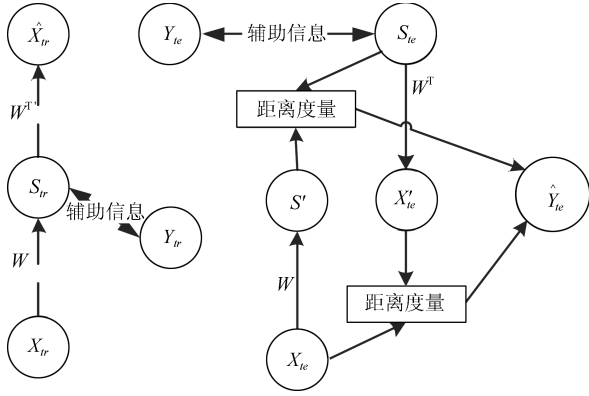 X̂tr
Yte
辅助信息
Ste
Wᵀ
Wᵀ
距离度量
Str
辅助信息
S′
X′te
Ŷte
Ytr
W
W
距离度量
Xtr
Xte